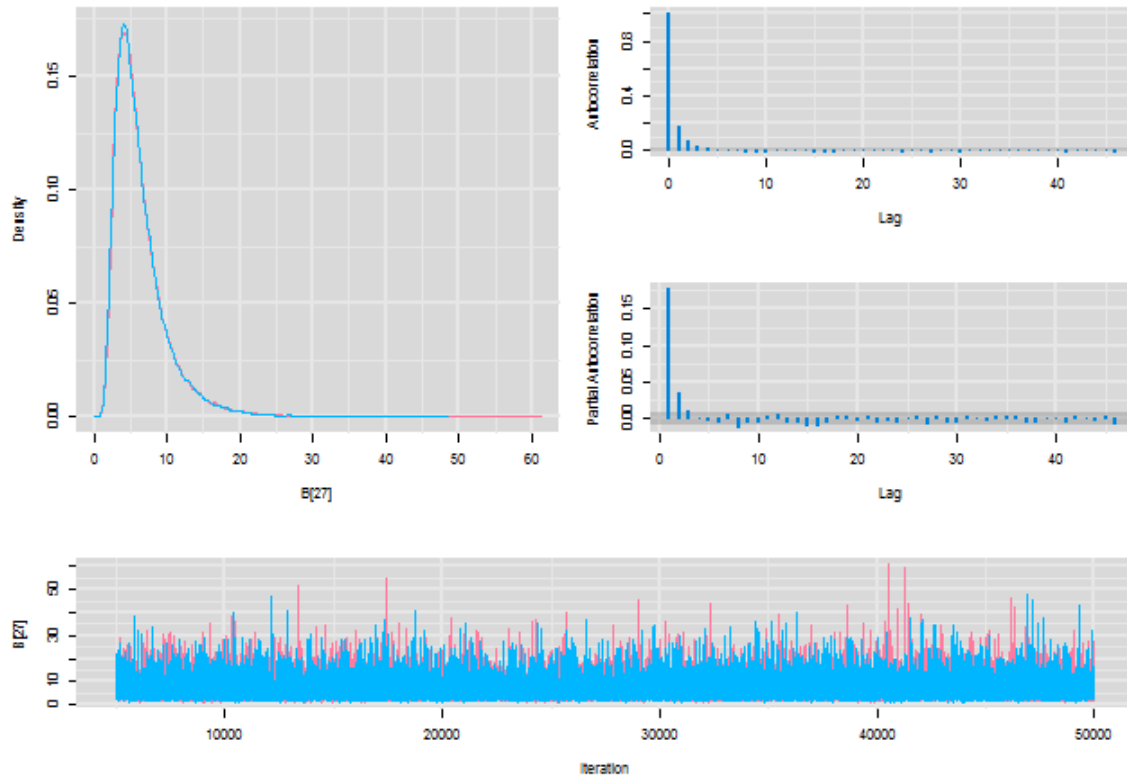 0.15
0.10
0.05
0.00
Density
0 10 20 30 40 50 60
B[27]
0.8
0.4
0.0
Autocorrelation
0 10 20 30 40
Lag
0.15
0.10
0.05
0.00
Partial Autocorrelation
0 10 20 30 40
Lag
50
30
10
0
B[27]
10000 20000 30000 40000 50000
Iteration